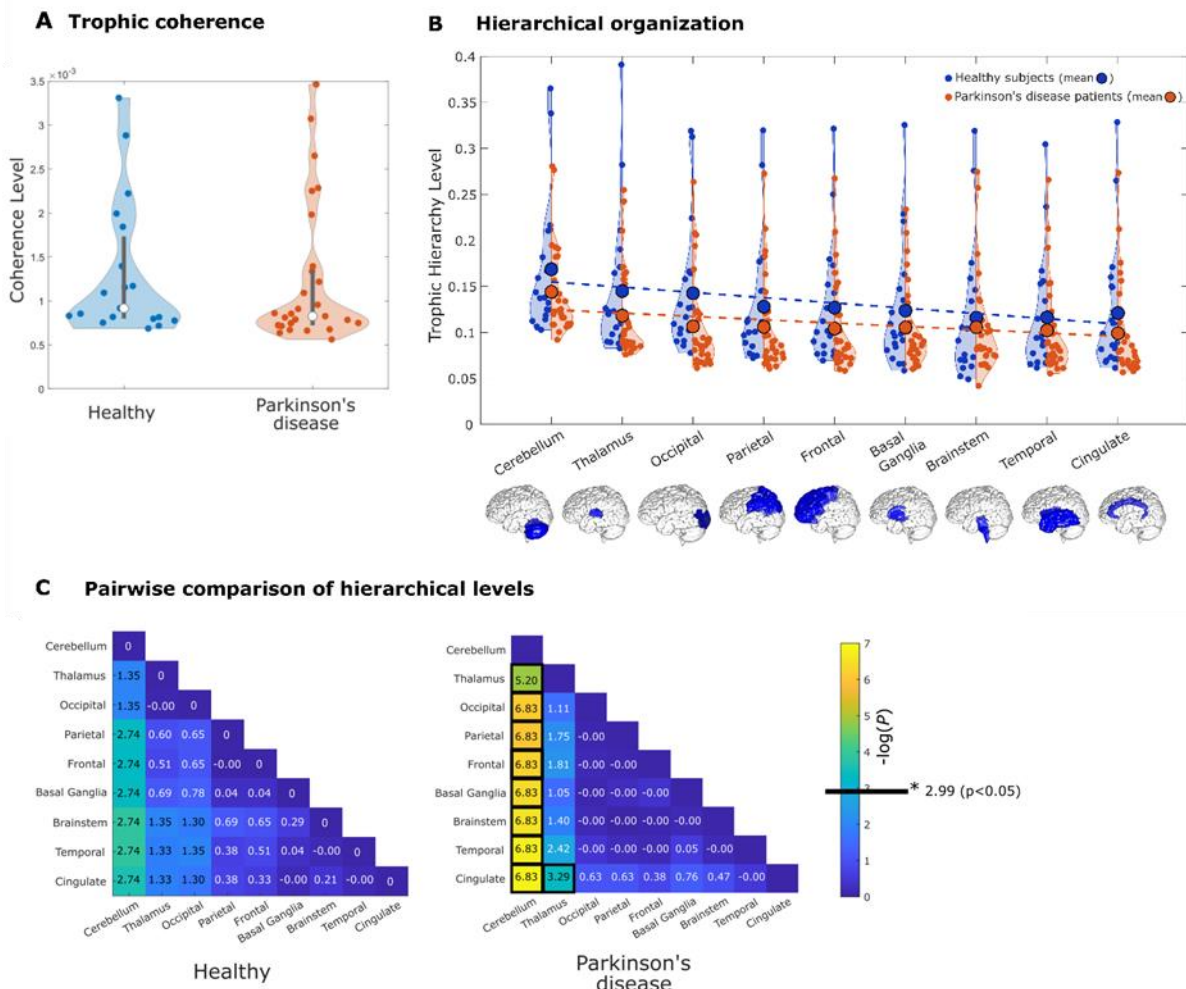 A Trophic coherence
×10⁻³
3.5
3
2.5
2
1.5
1
0.5
0
Coherence Level
Healthy
Parkinson's
disease
B Hierarchical organization
0.4
0.35
0.3
0.25
0.2
0.15
0.1
0.05
0
Trophic Hierarchy Level
Healthy subjects (mean )
Parkinson's disease patients (mean )
Cerebellum
Thalamus
Occipital
Parietal
Frontal
Basal
Ganglia
Brainstem
Temporal
Cingulate
C Pairwise comparison of hierarchical levels
Cerebellum 0
Thalamus 1.35 0
Occipital 1.35 -0.00 0
Parietal 2.74 0.60 0.65 0
Frontal 2.74 0.51 0.65 -0.00 0
Basal Ganglia 2.74 0.69 0.78 0.04 0.04 0
Brainstem 2.74 1.35 1.30 0.69 0.65 0.29 0
Temporal 2.74 1.33 1.35 0.38 0.51 0.04 -0.00 0
Cingulate 2.74 1.33 1.30 0.38 0.33 -0.00 0.21 -0.00 0
Cerebellum Thalamus Occipital Parietal Frontal Basal Ganglia Brainstem Temporal Cingulate
Healthy
Cerebellum
Thalamus 5.20
Occipital 6.83 1.11
Parietal 6.83 1.75 -0.00
Frontal 6.83 1.81 -0.00 -0.00
Basal Ganglia 6.83 1.05 -0.00 -0.00 -0.00
Brainstem 6.83 1.40 -0.00 -0.00 -0.00 -0.00
Temporal 6.83 2.42 -0.00 -0.00 -0.00 0.05 -0.00
Cingulate 6.83 3.29 0.63 0.63 0.38 0.76 0.47 -0.00
Cerebellum Thalamus Occipital Parietal Frontal Basal Ganglia Brainstem Temporal Cingulate
Parkinson's
disease
7
6
5
4
3
2
1
0
-log(P)
* 2.99 (p<0.05)